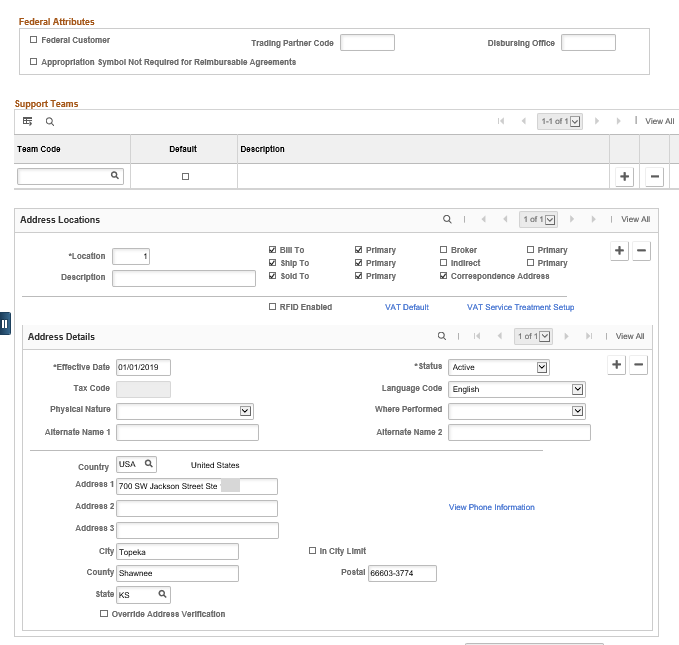 Federal Attributes
Federal Customer Trading Partner Code Disbursing Office
Appropriation Symbol Not Required for Reimbursable Agreements
Support Teams
1-1 of 1 | View All
Team Code Default Description
Address Locations | 1 of 1 | View All
*Location 1 Bill To Primary Broker Primary
Ship To Primary Indirect Primary
Description Sold To Primary Correspondence Address
RFID Enabled VAT Default VAT Service Treatment Setup
Address Details | 1 of 1 | View All
*Effective Date 01/01/2019 *Status Active
Tax Code Language Code English
Physical Nature Where Performed
Alternate Name 1 Alternate Name 2
Country USA United States
Address 1 700 SW Jackson Street Ste
Address 2 View Phone Information
Address 3
City Topeka In City Limit
County Shawnee Postal 66603-3774
State KS
Override Address Verification